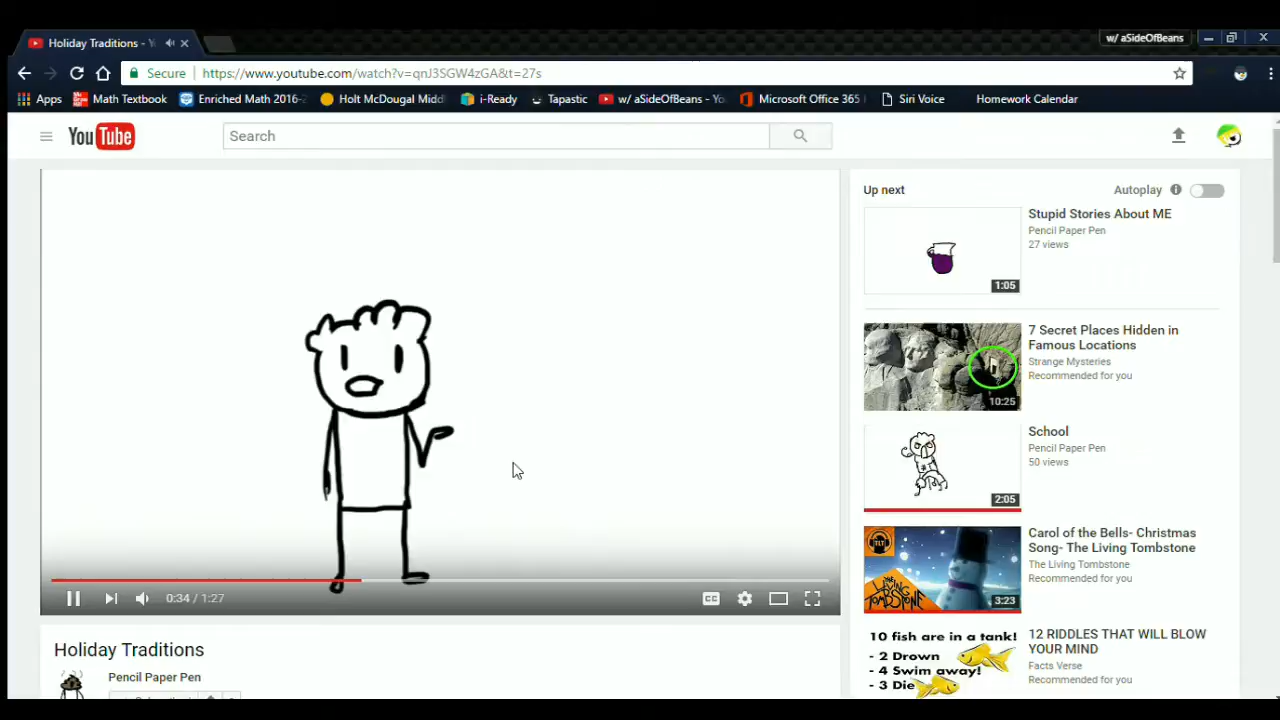 Holiday Traditions - Y
w/ aSideOfBeans
Secure https://www.youtube.com/watch?v=qnJ3SGW4zGA&t=27s
Apps Math Textbook Enriched Math 2016- Holt McDougal Midd i-Ready Tapastic w/ aSideOfBeans - Yo Microsoft Office 365 Siri Voice Homework Calendar
YouTube
Search
Up next
Autoplay
Stupid Stories About ME
Pencil Paper Pen
27 views
1:05
7 Secret Places Hidden in
Famous Locations
Strange Mysteries
Recommended for you
10:25
School
Pencil Paper Pen
50 views
2:05
Carol of the Bells- Christmas
Song- The Living Tombstone
The Living Tombstone
Recommended for you
TLT
THE
LIVING
TOMBSTONE
3:23
12 RIDDLES THAT WILL BLOW
YOUR MIND
Facts Verse
Recommended for you
10 fish are in a tank!
- 2 Drown
- 4 Swim away!
- 3 Die
0:34 / 1:27
CC
Holiday Traditions
Pencil Paper Pen